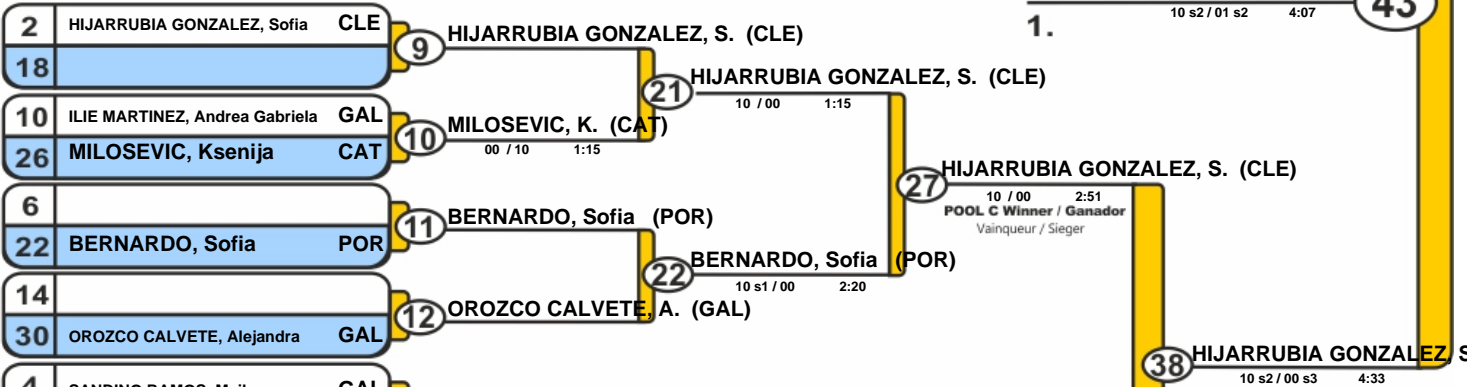 2 HIJARRUBIA GONZALEZ, Sofia CLE
18
9
HIJARRUBIA GONZALEZ, S. (CLE)
10 ILIE MARTINEZ, Andrea Gabriela GAL
26 MILOSEVIC, Ksenija CAT
10
MILOSEVIC, K. (CAT)
00 / 10 1:15
21
HIJARRUBIA GONZALEZ, S. (CLE)
10 / 00 1:15
6
22 BERNARDO, Sofia POR
11
BERNARDO, Sofia (POR)
14
30 OROZCO CALVETE, Alejandra GAL
12
OROZCO CALVETE, A. (GAL)
22
BERNARDO, Sofia (POR)
10 s1 / 00 2:20
27
HIJARRUBIA GONZALEZ, S. (CLE)
10 / 00 2:51
POOL C Winner / Ganador
Vainqueur / Sieger
10 s2 / 01 s2 4:07
43
1.
38
HIJARRUBIA GONZALEZ, S
10 s2 / 00 s3 4:33
4